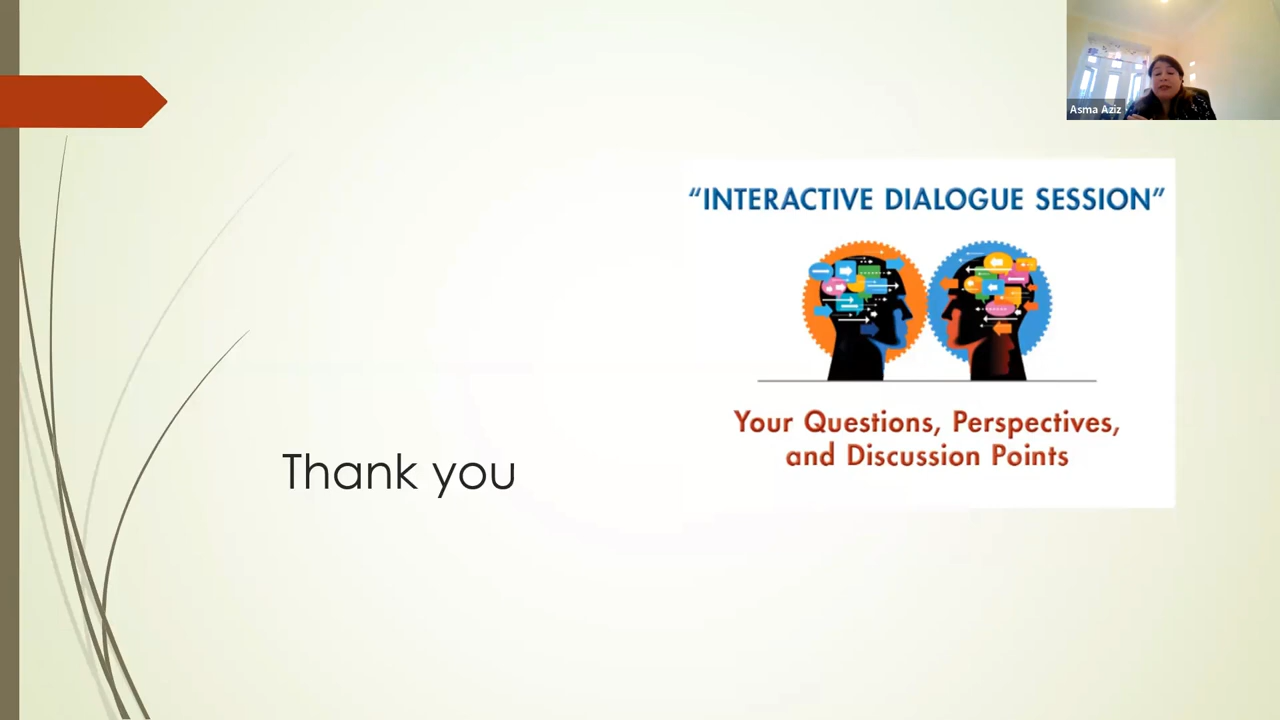 Asma Aziz
“INTERACTIVE DIALOGUE SESSION”
Your Questions, Perspectives,
and Discussion Points
Thank you